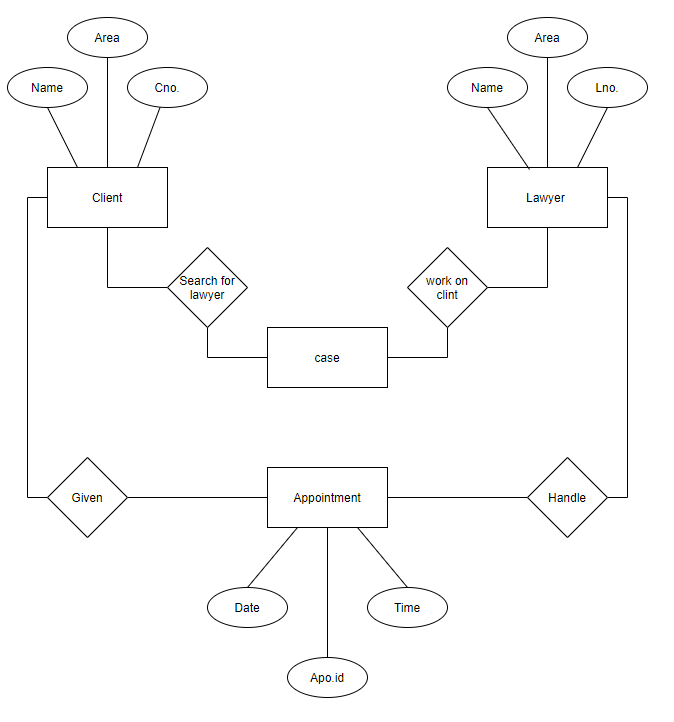 Area
Area
Name
Cno.
Name
Lno.
Client
Lawyer
Search for
lawyer
work on
clint
case
Given
Appointment
Handle
Date
Time
Apo.id